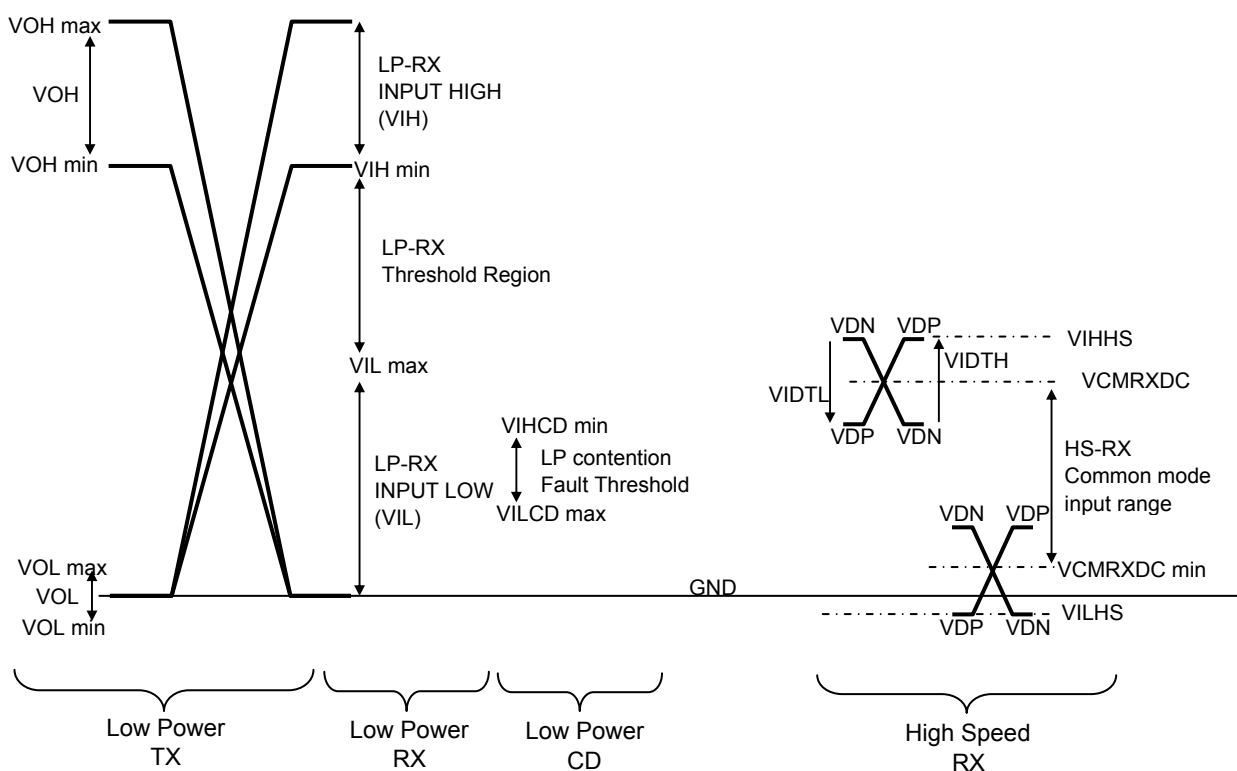 VOH max
VOH
VOH min
LP-RX
INPUT HIGH
(VIH)
VIH min
LP-RX
Threshold Region
VIL max
LP-RX
INPUT LOW
(VIL)
VIHCD min
LP contention
Fault Threshold
VILCD max
VOL max
VOL
VOL min
GND
VDN
VDP
VIHHS
VIDTH
VCMRXDC
VIDTL
VDP
VDN
HS-RX
Common mode
input range
VDN
VDP
VCMRXDC min
VDP
VDN
VILHS
Low Power
TX
Low Power
RX
Low Power
CD
High Speed
RX